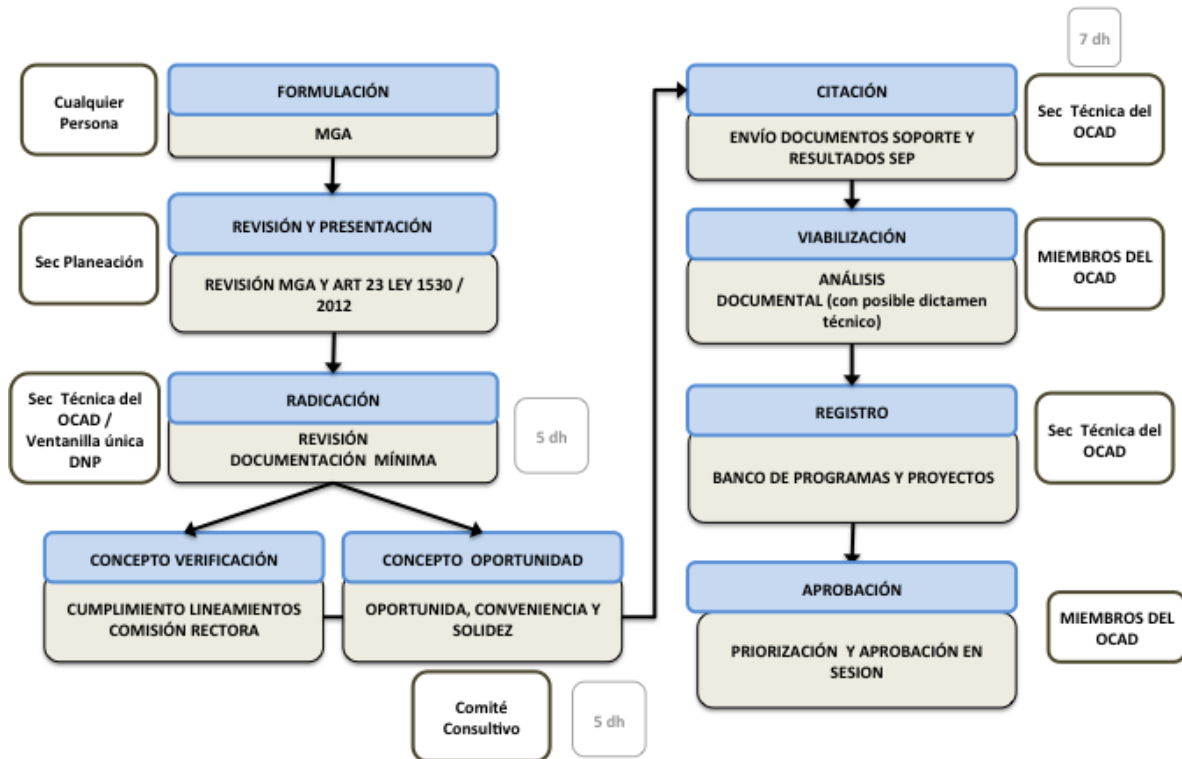 Cualquier
Persona
FORMULACIÓN
MGA
Sec Planeación
REVISIÓN Y PRESENTACIÓN
REVISIÓN MGA Y ART 23 LEY 1530 /
2012
Sec Técnica del
OCAD /
Ventanilla única
DNP
RADICACIÓN
REVISIÓN
DOCUMENTACIÓN MÍNIMA
5 dh
CONCEPTO VERIFICACIÓN
CUMPLIMIENTO LINEAMIENTOS
COMISIÓN RECTORA
CONCEPTO OPORTUNIDAD
OPORTUNIDA, CONVENIENCIA Y
SOLIDEZ
Comité
Consultivo
5 dh
7 dh
CITACIÓN
ENVÍO DOCUMENTOS SOPORTE Y
RESULTADOS SEP
Sec Técnica del
OCAD
VIABILIZACIÓN
ANÁLISIS
DOCUMENTAL (con posible dictamen
técnico)
MIEMBROS DEL
OCAD
REGISTRO
BANCO DE PROGRAMAS Y PROYECTOS
Sec Técnica del
OCAD
APROBACIÓN
PRIORIZACIÓN Y APROBACIÓN EN
SESION
MIEMBROS DEL
OCAD